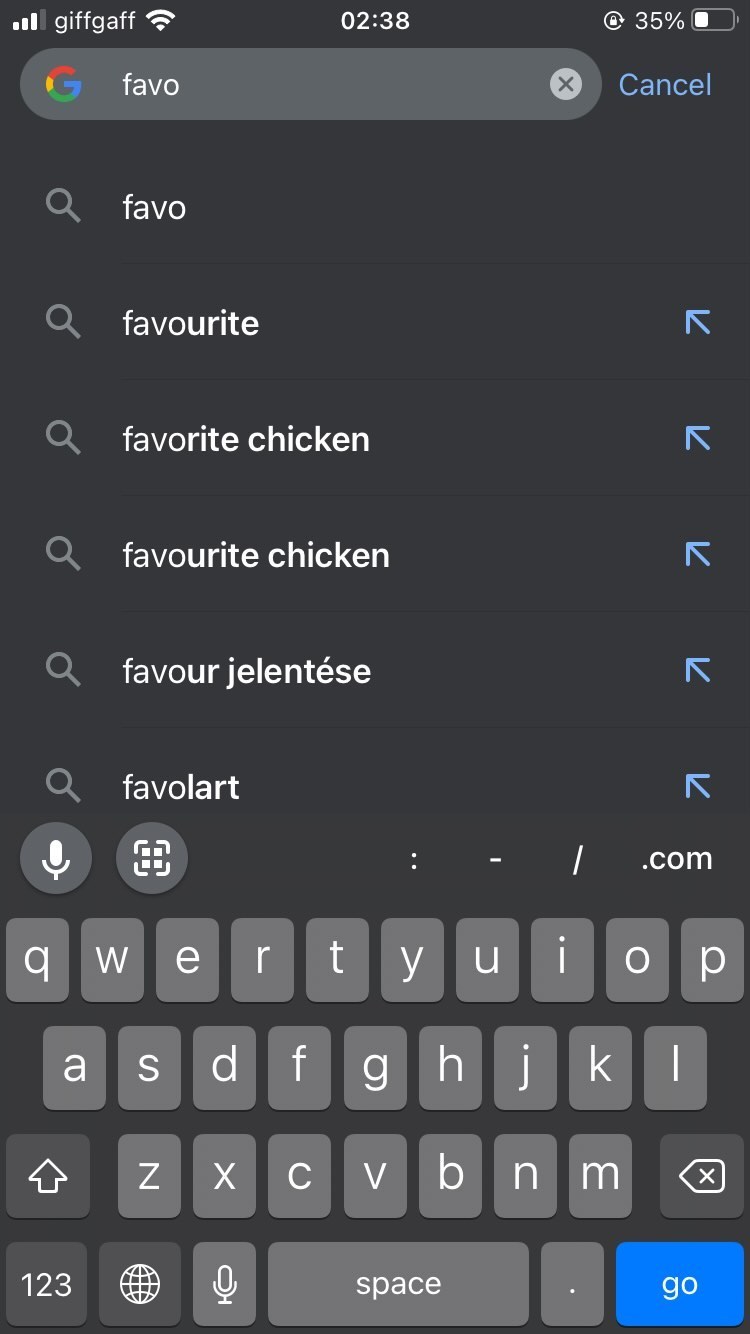 giffgaff 02:38 35%
favo Cancel
favo
favourite
favorite chicken
favourite chicken
favour jelentése
favolart
: - / .com
q w e r t y u i o p
a s d f g h j k l
z x c v b n m
123 space . go